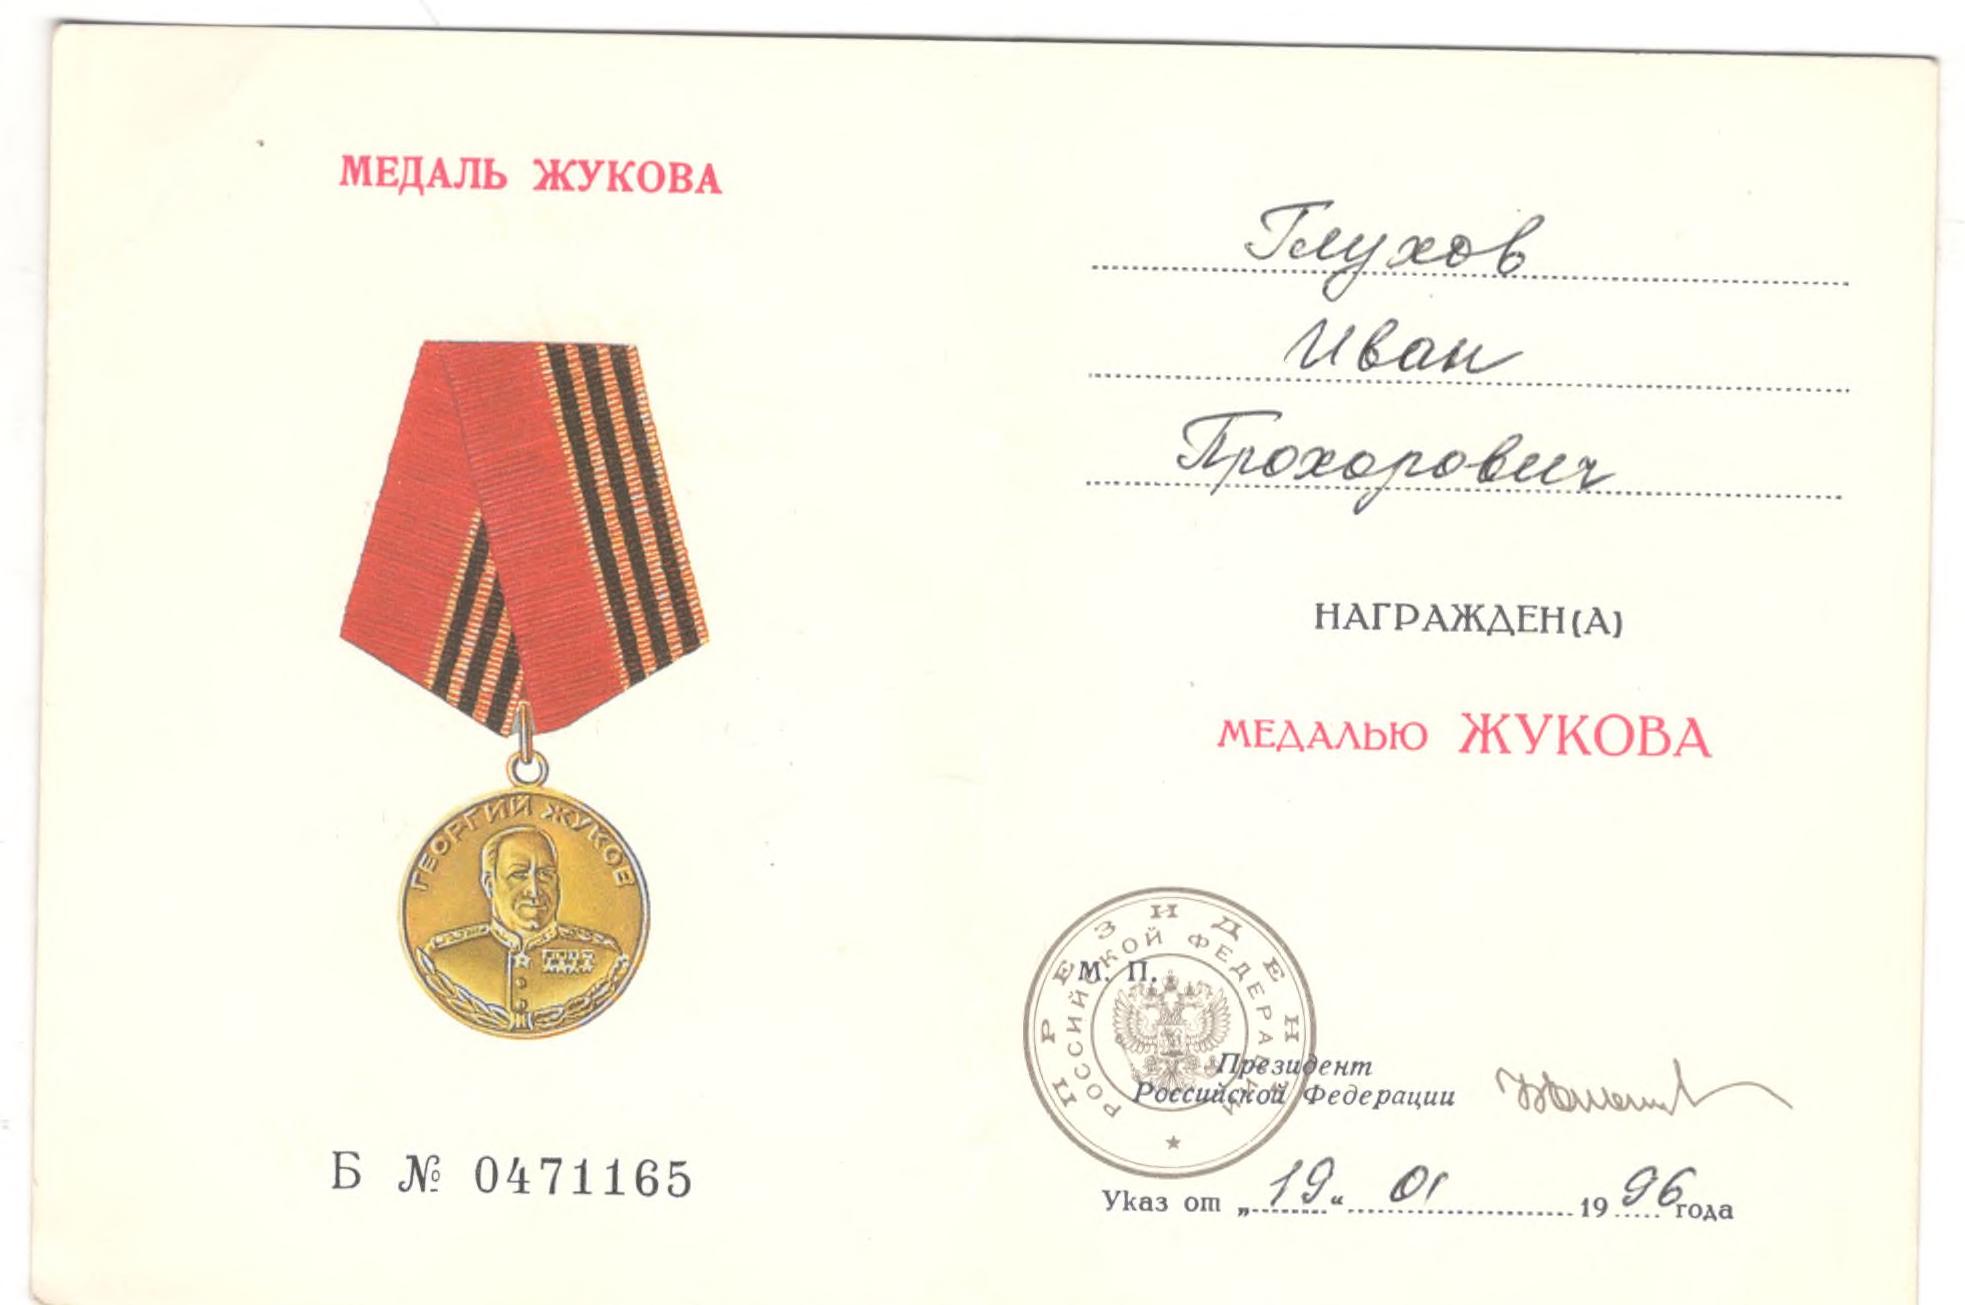 МЕДАЛЬ ЖУКОВА
ГЕОРГИЙ ЖУКОВ
Б № 0471165
Глухов
Иван
Прохорович
НАГРАЖДЕН(А)
МЕДАЛЬЮ ЖУКОВА
ПРЕЗИДЕНТ
РОССИЙСКОЙ ФЕДЕРАЦИИ
М. П.
Президент
Российской Федерации
Указ от „19“ 01 1996 года